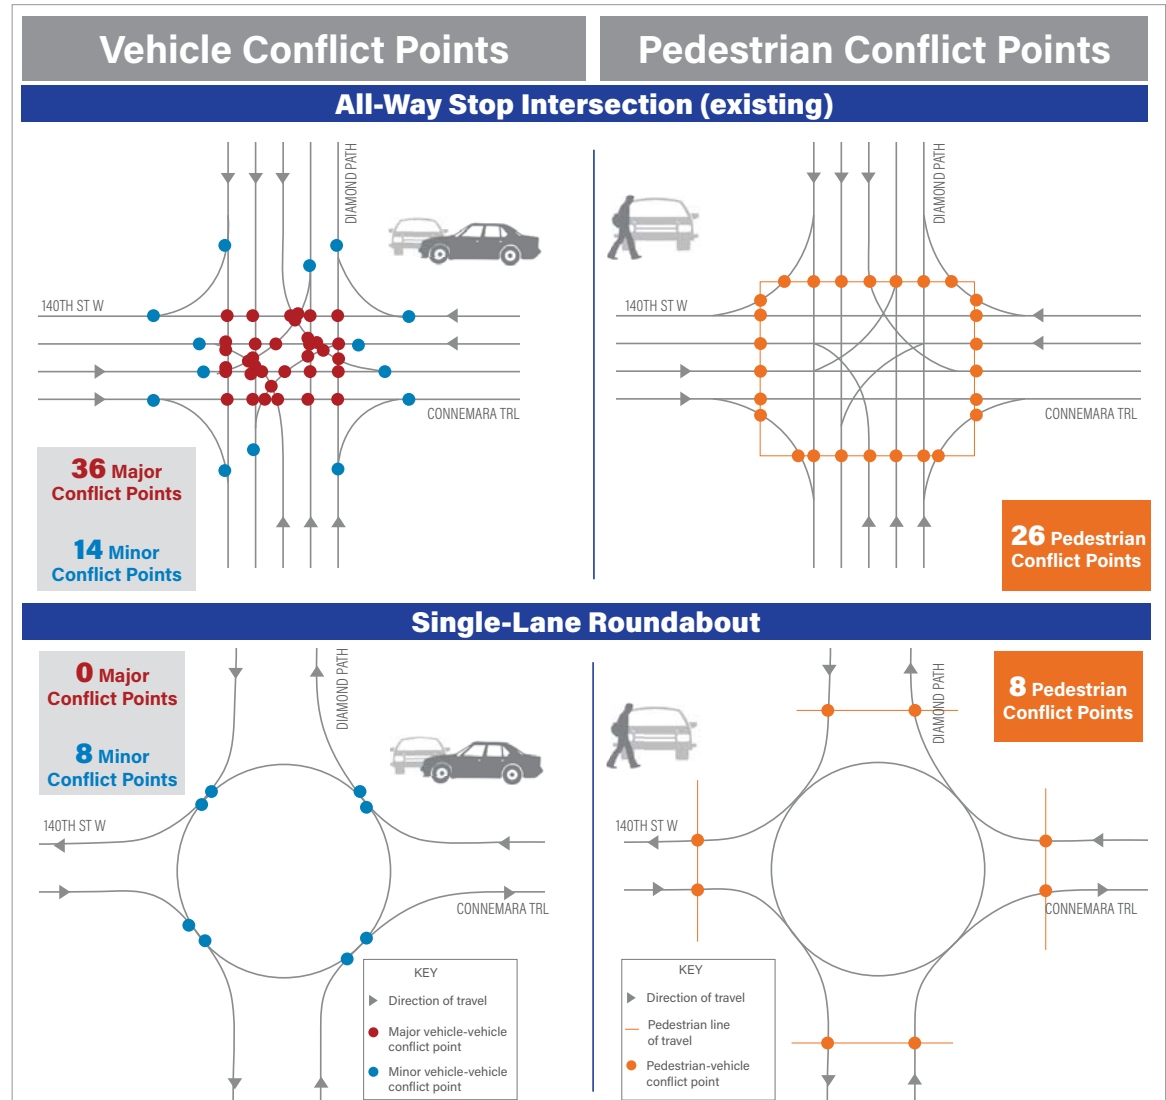 Vehicle Conflict Points
Pedestrian Conflict Points
All-Way Stop Intersection (existing)
DIAMOND PATH
140TH ST W
CONNEMARA TRL
36 Major
Conflict Points
14 Minor
Conflict Points
DIAMOND PATH
140TH ST W
CONNEMARA TRL
26 Pedestrian
Conflict Points
Single-Lane Roundabout
0 Major
Conflict Points
8 Minor
Conflict Points
DIAMOND PATH
140TH ST W
CONNEMARA TRL
KEY
Direction of travel
Major vehicle-vehicle
conflict point
Minor vehicle-vehicle
conflict point
8 Pedestrian
Conflict Points
DIAMOND PATH
140TH ST W
CONNEMARA TRL
KEY
Direction of travel
Pedestrian line
of travel
Pedestrian-vehicle
conflict point